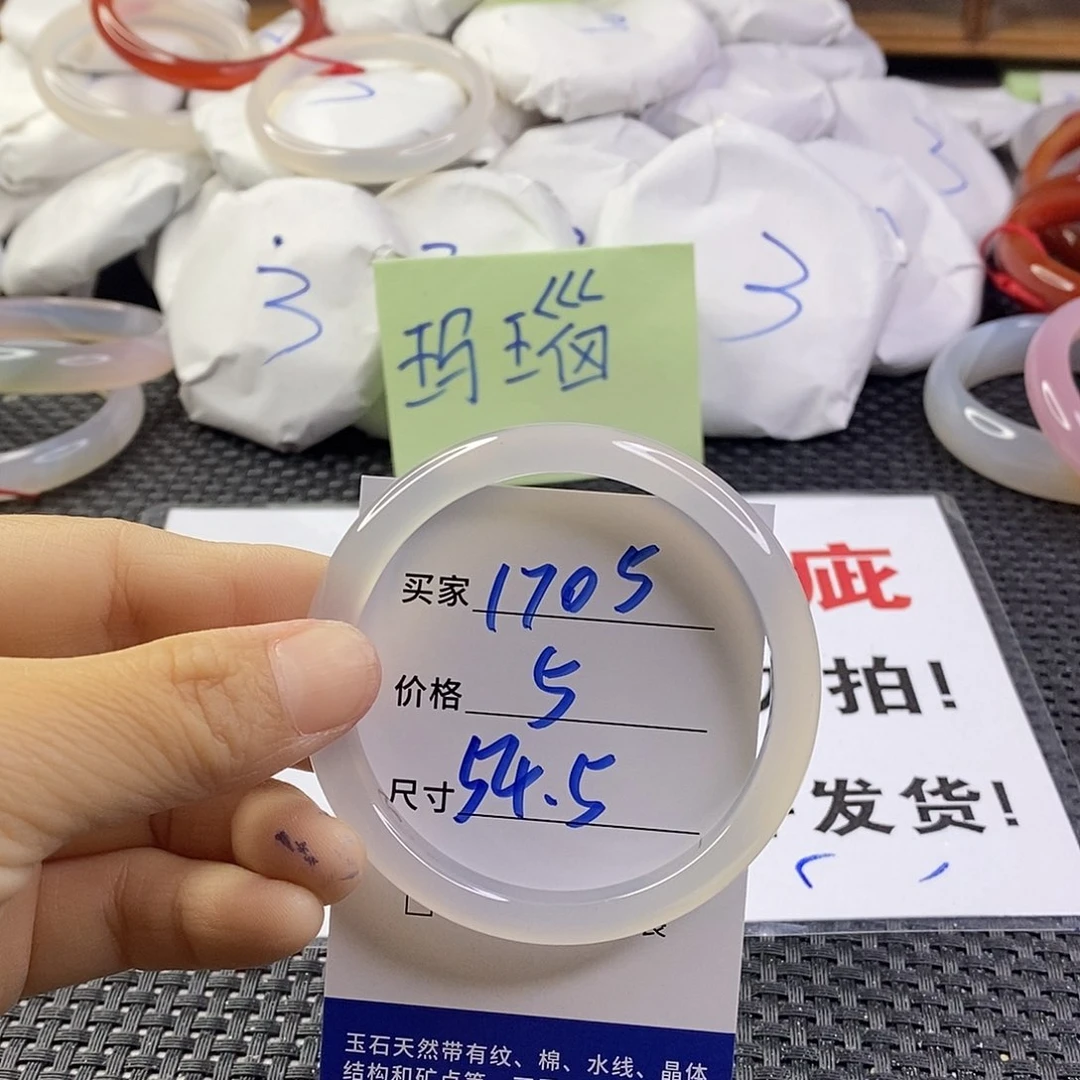 3
3
3
玛瑙
买家 1705
价格 5
尺寸 54.5
疵
拍!
发货!
玉石天然带有纹、棉、水线、晶体
结构和矿点等